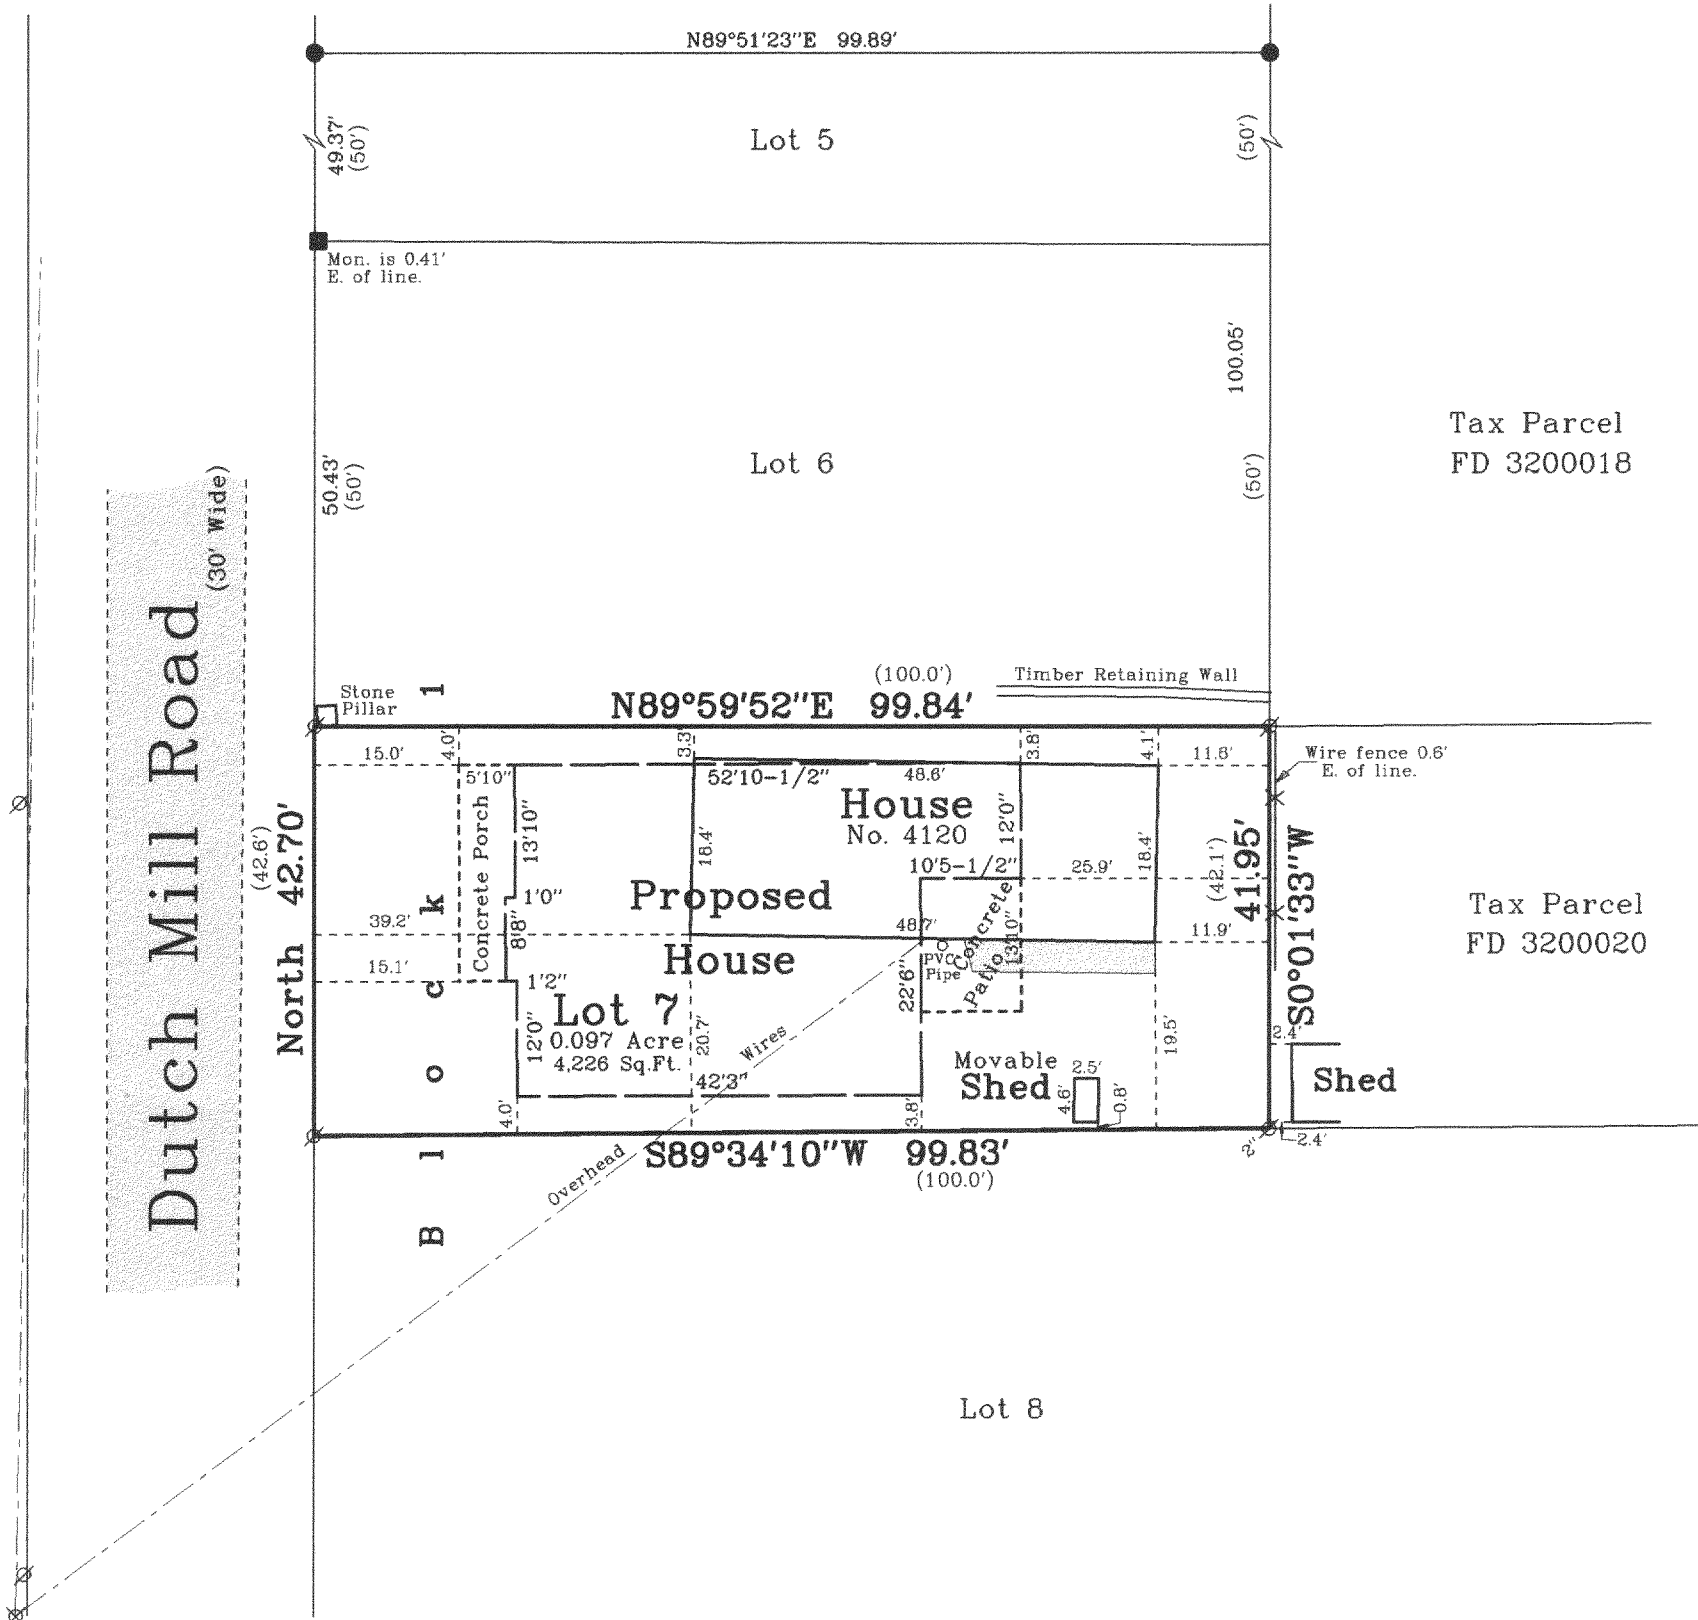 N89°51'23"E 99.89'
49.37'
(50')
Lot 5
(50')
Mon. is 0.41'
E. of line.
100.05'
Tax Parcel
FD 3200018
50.43'
(50')
Lot 6
(50')
Dutch Mill Road
(30' Wide)
Stone
Pillar
(100.0')
N89°59'52"E 99.84'
Timber Retaining Wall
Wire fence 0.6'
E. of line.
15.0'
4.0'
3.3'
3.8'
4.1'
11.6'
5'10"
52'10-1/2"
48.6'
House
No. 4120
Concrete Porch
13'10"
18.4'
12'0"
18.4'
10'5-1/2"
25.9'
North 42.70'
(42.6')
(42.1')
41.95'
S0°01'33"W
Proposed
House
1'0"
8'8"
39.2'
48.7'
11.9'
15.1'
1'2"
PVC
Pipe
Concrete
Patio
13'10"
22'6"
Tax Parcel
FD 3200020
Lot 7
0.097 Acre
4,226 Sq.Ft.
12'0"
20.7'
42'3"
Movable
Shed
2.5'
4.6'
0.8'
19.5'
2.4'
Shed
4.0'
3.8'
2"
2.4'
Overhead Wires
S89°34'10"W 99.83'
(100.0')
Block 1
Lot 8